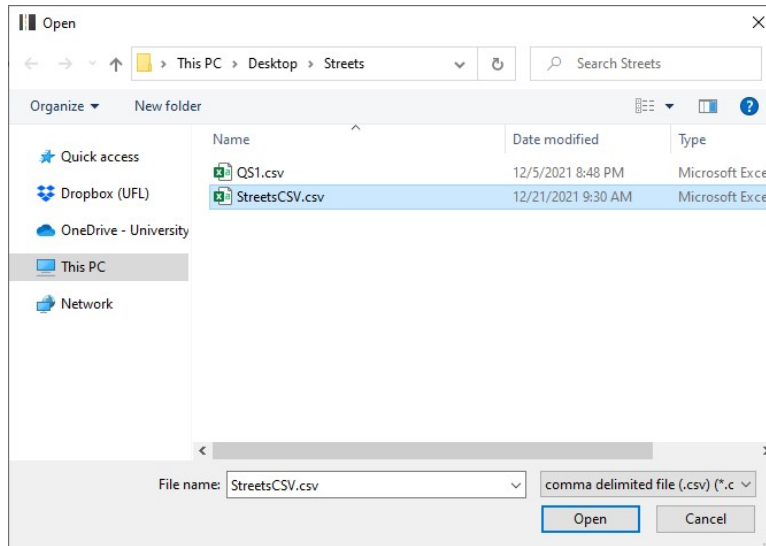 Open
This PC > Desktop > Streets
Search Streets
Organize
New folder
Name
Date modified
Type
Quick access
Dropbox (UFL)
OneDrive - University
This PC
Network
QS1.csv
12/5/2021 8:48 PM
Microsoft Exce
StreetsCSV.csv
12/21/2021 9:30 AM
Microsoft Exce
File name:
StreetsCSV.csv
comma delimited file (.csv) (*.c
Open
Cancel